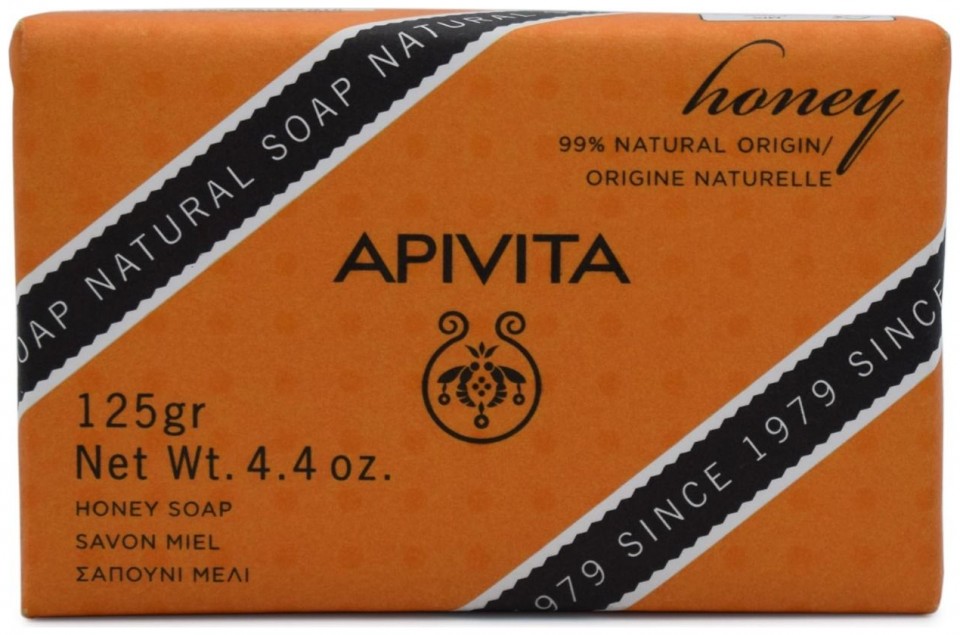 OAP NATURAL SOAP NATURAL
honey
99% NATURAL ORIGIN/
ORIGINE NATURELLE
APIVITA
979 SINCE 1979 SINCE
125gr
Net Wt. 4.4 oz.
HONEY SOAP
SAVON MIEL
ΣΑΠΟΥΝΙ ΜΕΛΙ